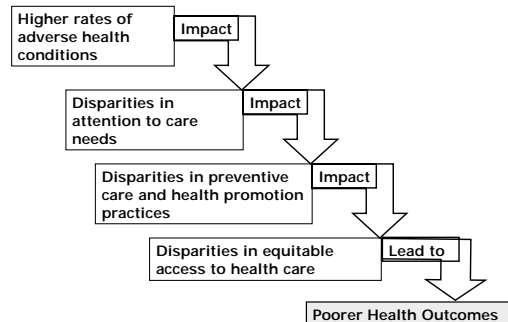 Higher rates of
adverse health
conditions
Impact
Disparities in
attention to care
needs
Impact
Disparities in preventive
care and health promotion
practices
Impact
Disparities in equitable
access to health care
Lead to
Poorer Health Outcomes